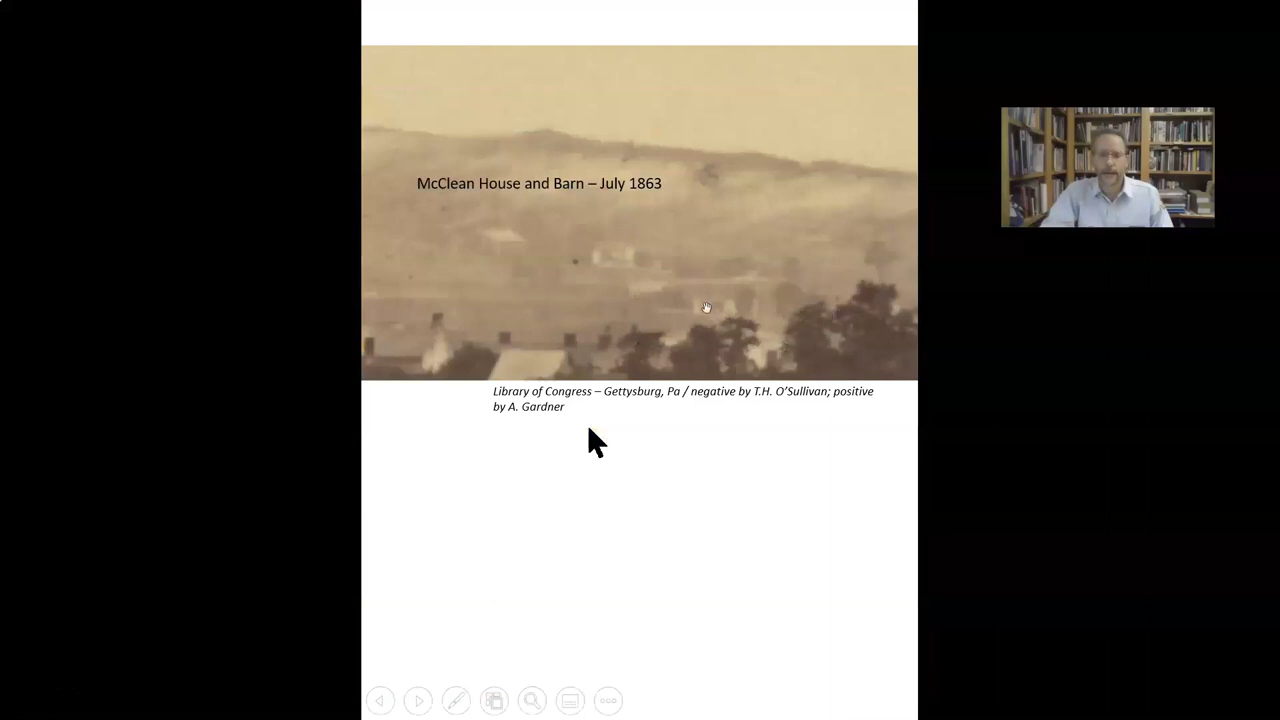 McClean House and Barn – July 1863
Library of Congress – Gettysburg, Pa / negative by T.H. O’Sullivan; positive
by A. Gardner